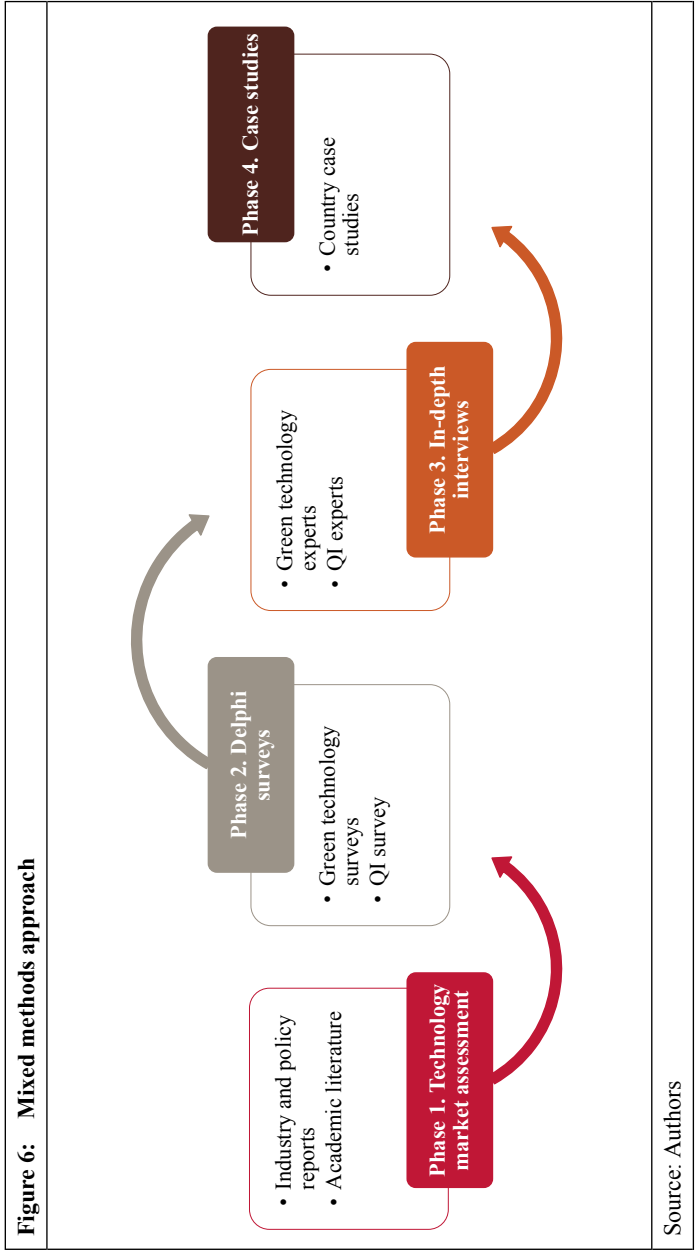 Figure 6: Mixed methods approach
• Industry and policy
reports
• Academic literature
Phase 1. Technology
market assessment
Phase 2. Delphi
surveys
• Green technology
surveys
• QI survey
• Green technology
experts
• QI experts
Phase 3. In-depth
interviews
Phase 4. Case studies
• Country case
studies
Source: Authors